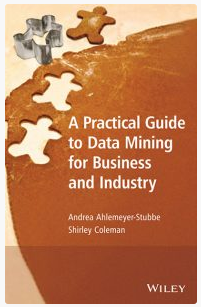 A Practical Guide
to Data Mining
for Business
and Industry
Andrea Ahlemeyer-Stubbe
Shirley Coleman
WILEY